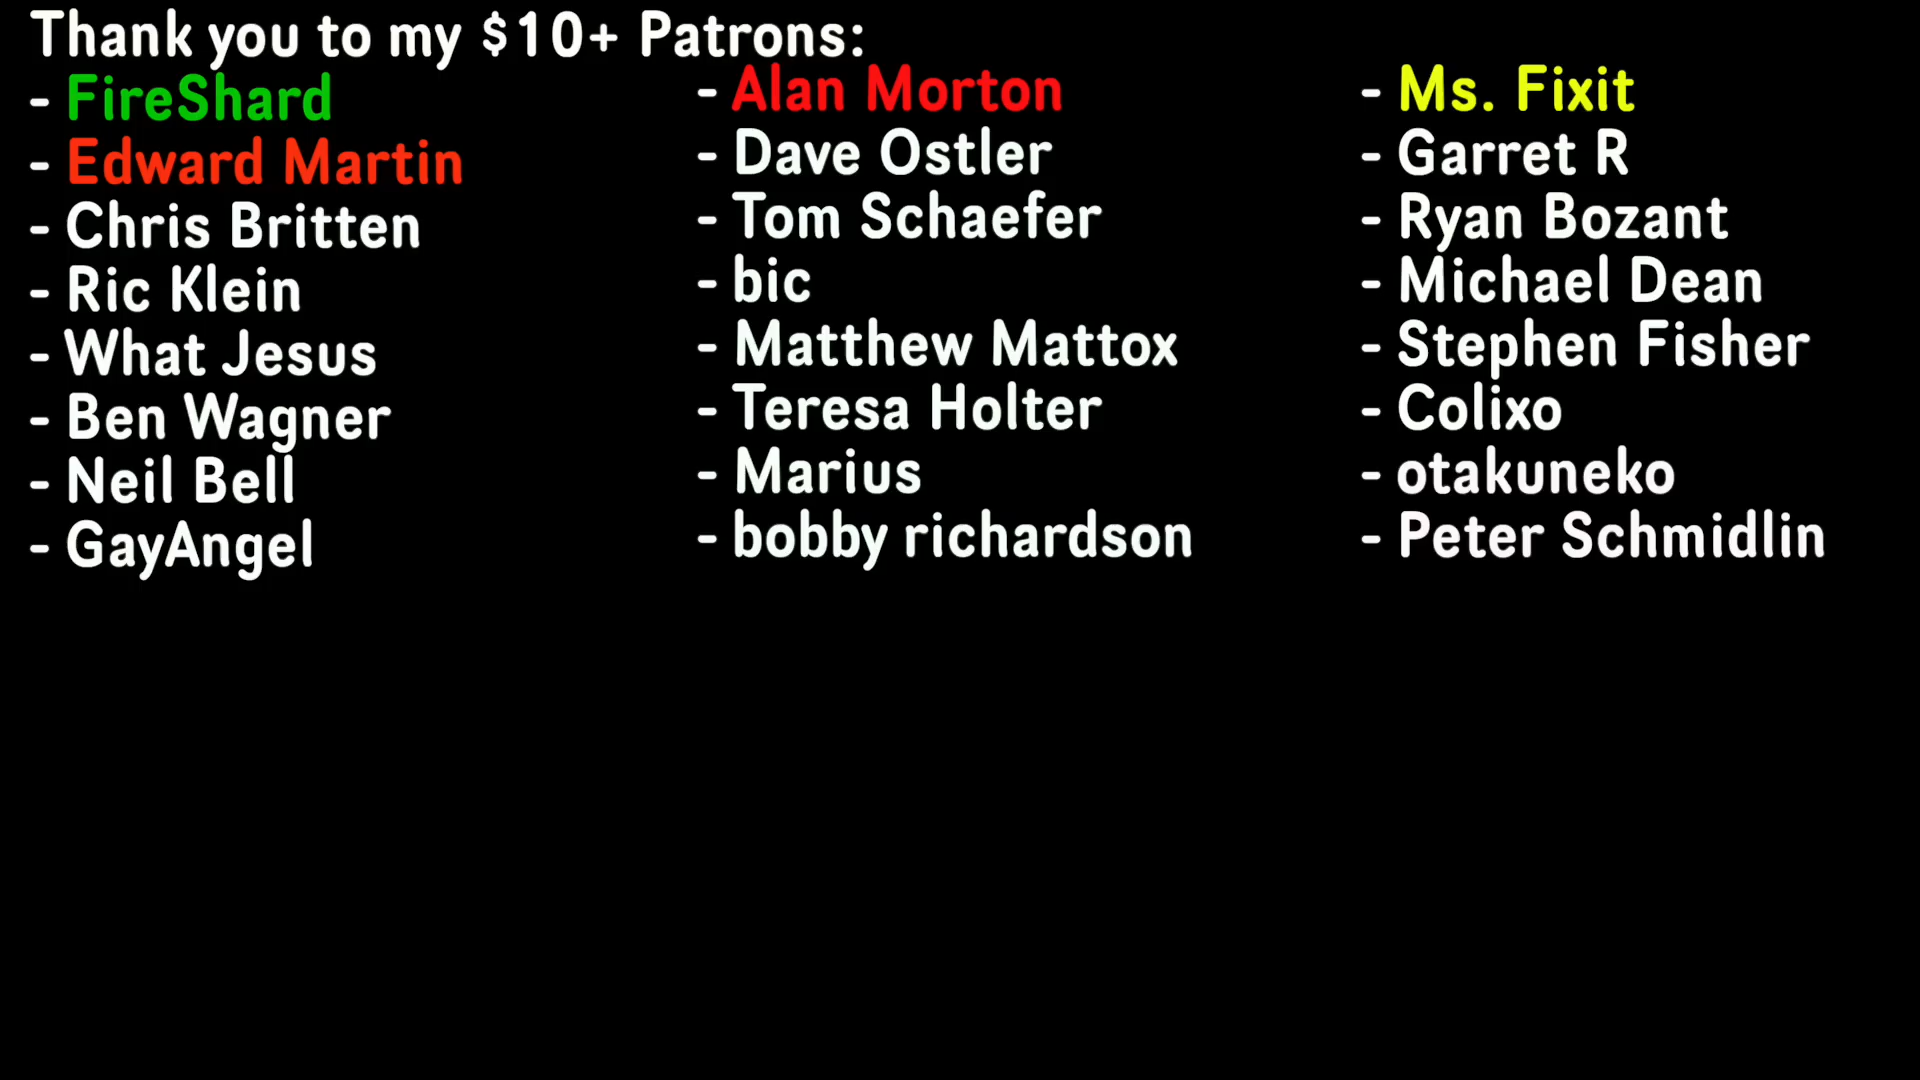 Thank you to my $10+ Patrons:
- FireShard
- Edward Martin
- Chris Britten
- Ric Klein
- What Jesus
- Ben Wagner
- Neil Bell
- GayAngel
- Alan Morton
- Dave Ostler
- Tom Schaefer
- bic
- Matthew Mattox
- Teresa Holter
- Marius
- bobby richardson
- Ms. Fixit
- Garret R
- Ryan Bozant
- Michael Dean
- Stephen Fisher
- Colixo
- otakuneko
- Peter Schmidlin